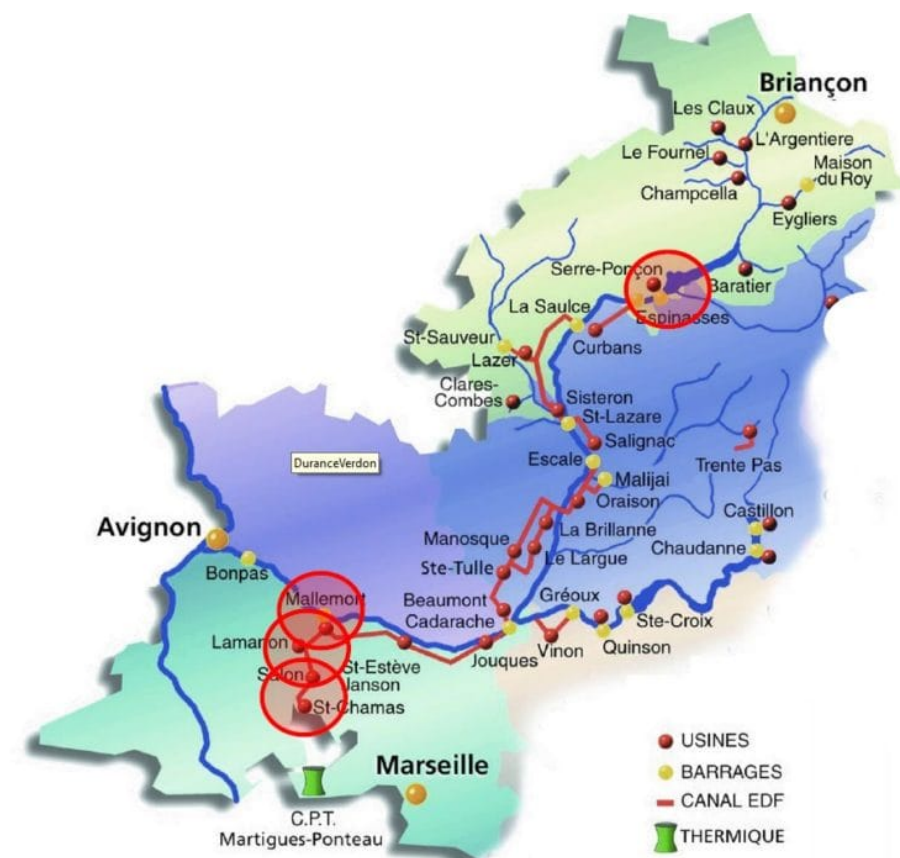 Briançon
Les Claux
L'Argentiere
Le Fournel
Maison
du Roy
Champcella
Eygliers
Serre-Ponçon
Baratier
La Saulce
Espinasses
St-Sauveur
Curbans
Lazer
Clares-
Combes
Sisteron
St-Lazare
Salignac
DuranceVerdon
Escale
Trente Pas
Malijai
Oraison
Castillon
Avignon
La Brillanne
Manosque
Chaudanne
Le Largue
Ste-Tulle
Bonpas
Gréoux
Mallemort
Beaumont
Cadarache
Ste-Croix
Lamanon
Jouques
Vinon
Quinson
St-Estève
Janson
Salon
St-Chamas
USINES
Marseille
BARRAGES
CANAL EDF
C.P.T.
Martigues-Ponteau
THERMIQUE